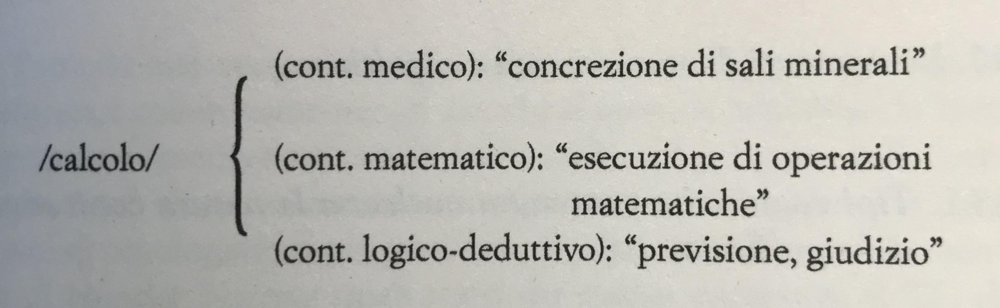 (cont. medico): “concrezione di sali minerali”
/calcolo/
(cont. matematico): “esecuzione di operazioni
matematiche”
(cont. logico-deduttivo): “previsione, giudizio”